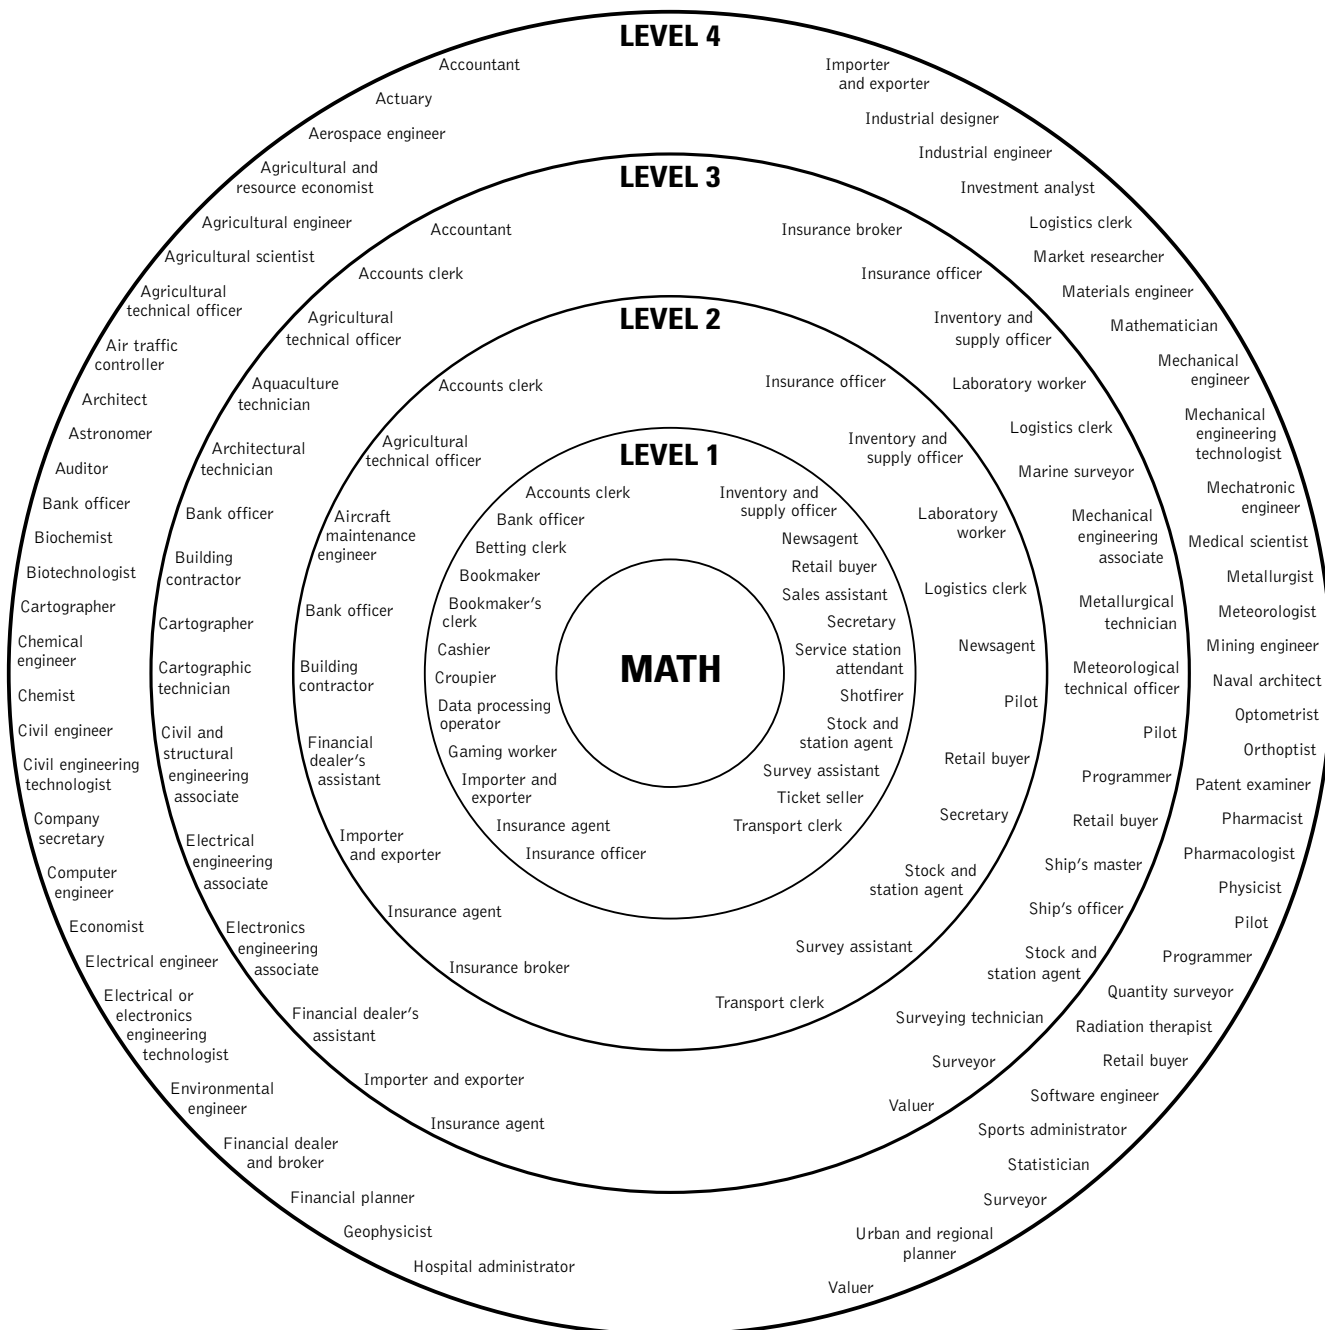 LEVEL 4
Accountant
Actuary
Aerospace engineer
Agricultural and
resource economist
Agricultural engineer
Agricultural scientist
Agricultural
technical officer
Air traffic
controller
Architect
Astronomer
Auditor
Bank officer
Biochemist
Biotechnologist
Cartographer
Chemical
engineer
Chemist
Civil engineer
Civil engineering
technologist
Company
secretary
Computer
engineer
Economist
Electrical engineer
Electrical or
electronics
engineering
technologist
Environmental
engineer
Financial dealer
and broker
Financial planner
Geophysicist
Hospital administrator
Importer
and exporter
Industrial designer
Industrial engineer
Investment analyst
Logistics clerk
Market researcher
Materials engineer
Mathematician
Mechanical
engineer
Mechanical
engineering
technologist
Mechatronic
engineer
Medical scientist
Metallurgist
Meteorologist
Mining engineer
Naval architect
Optometrist
Orthoptist
Patent examiner
Pharmacist
Pharmacologist
Physicist
Pilot
Programmer
Quantity surveyor
Radiation therapist
Retail buyer
Software engineer
Sports administrator
Statistician
Surveyor
Urban and regional
planner
Valuer
LEVEL 3
Accountant
Accounts clerk
Agricultural
technical officer
Aquaculture
technician
Architectural
technician
Bank officer
Building
contractor
Cartographer
Cartographic
technician
Civil and
structural
engineering
associate
Electrical
engineering
associate
Electronics
engineering
associate
Financial dealer's
assistant
Importer and exporter
Insurance agent
Insurance broker
Insurance officer
Inventory and
supply officer
Laboratory worker
Logistics clerk
Marine surveyor
Mechanical
engineering
associate
Metallurgical
technician
Meteorological
technical officer
Pilot
Programmer
Retail buyer
Ship's master
Ship's officer
Stock and
station agent
Surveying technician
Surveyor
Valuer
LEVEL 2
Accounts clerk
Agricultural
technical officer
Aircraft
maintenance
engineer
Bank officer
Building
contractor
Financial
dealer's
assistant
Importer
and exporter
Insurance agent
Insurance broker
Insurance officer
Inventory and
supply officer
Laboratory
worker
Logistics clerk
Newsagent
Pilot
Retail buyer
Secretary
Stock and
station agent
Survey assistant
Transport clerk
LEVEL 1
Accounts clerk
Bank officer
Betting clerk
Bookmaker
Bookmaker's
clerk
Cashier
Croupier
Data processing
operator
Gaming worker
Importer and
exporter
Insurance agent
Insurance officer
Inventory and
supply officer
Newsagent
Retail buyer
Sales assistant
Secretary
Service station
attendant
Shotfirer
Stock and
station agent
Survey assistant
Ticket seller
Transport clerk
MATH